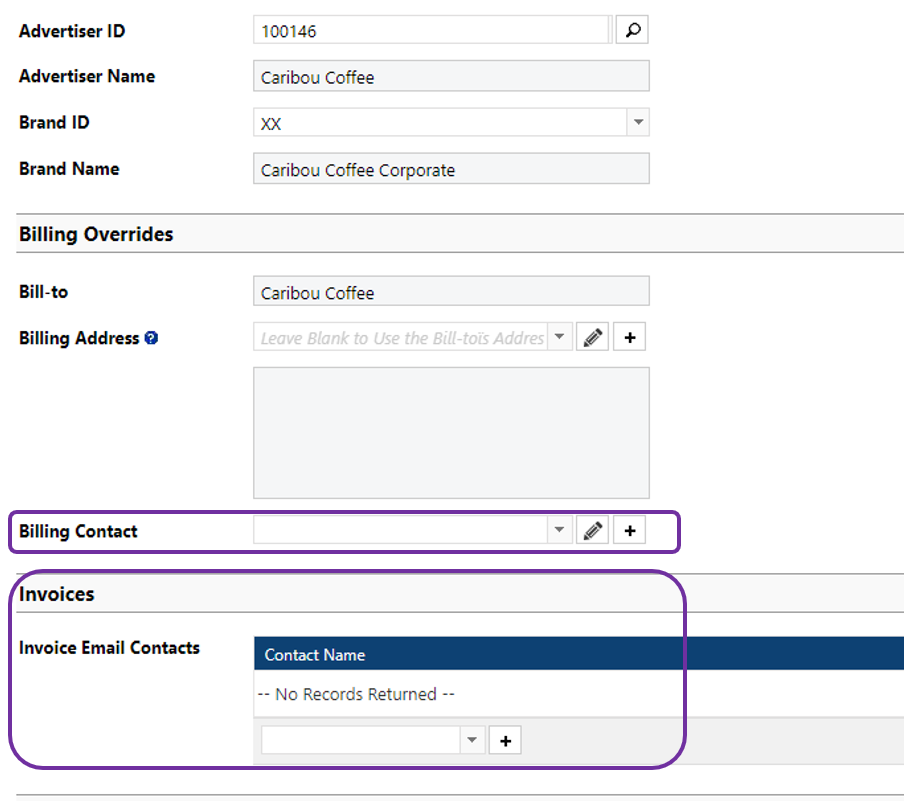 Advertiser ID 100146
Advertiser Name Caribou Coffee
Brand ID XX
Brand Name Caribou Coffee Corporate
Billing Overrides
Bill-to Caribou Coffee
Billing Address ? Leave Blank to Use the Bill-toïs Addres
Billing Contact
Invoices
Invoice Email Contacts Contact Name
-- No Records Returned --